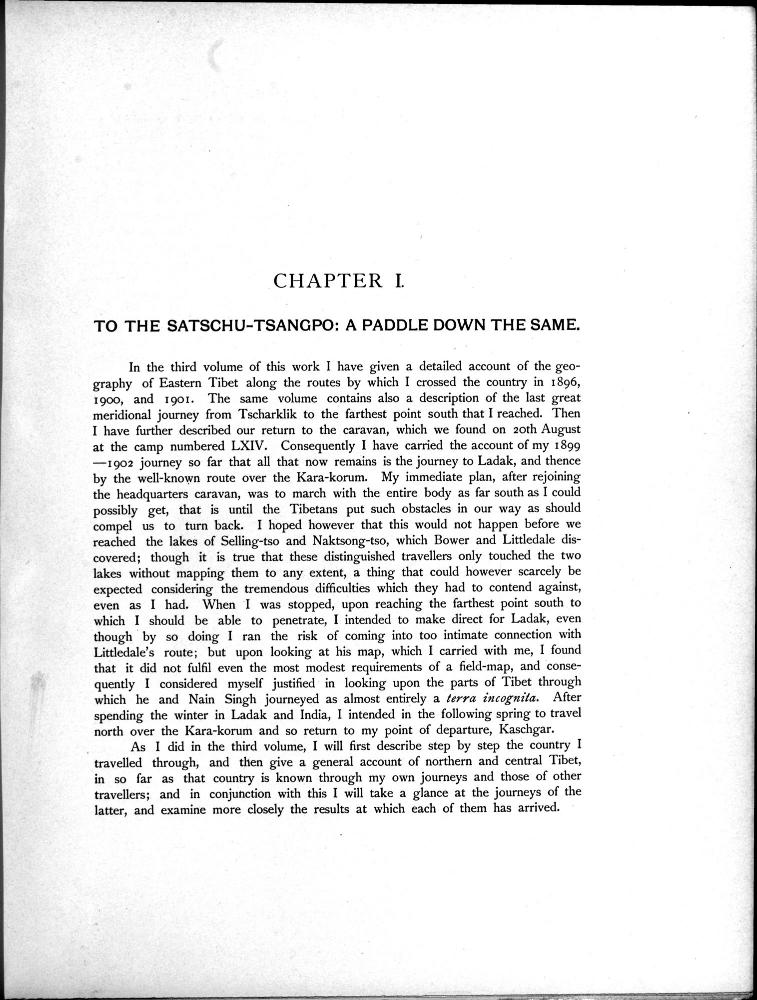 CHAPTER I.
TO THE SATSCHU-TSANGPO: A PADDLE DOWN THE SAME.
In the third volume of this work I have given a detailed account of the geo-
graphy of Eastern Tibet along the routes by which I crossed the country in 1896,
1900, and 1901. The same volume contains also a description of the last great
meridional journey from Tscharklik to the farthest point south that I reached. Then
I have further described our return to the caravan, which we found on 20th August
at the camp numbered LXIV. Consequently I have carried the account of my 1899
—1902 journey so far that all that now remains is the journey to Ladak, and thence
by the well-known route over the Kara-korum. My immediate plan, after rejoining
the headquarters caravan, was to march with the entire body as far south as I could
possibly get, that is until the Tibetans put such obstacles in our way as should
compel us to turn back. I hoped however that this would not happen before we
reached the lakes of Selling-tso and Naktsong-tso, which Bower and Littledale dis-
covered; though it is true that these distinguished travellers only touched the two
lakes without mapping them to any extent, a thing that could however scarcely be
expected considering the tremendous difficulties which they had to contend against,
even as I had. When I was stopped, upon reaching the farthest point south to
which I should be able to penetrate, I intended to make direct for Ladak, even
though by so doing I ran the risk of coming into too intimate connection with
Littledale's route; but upon looking at his map, which I carried with me, I found
that it did not fulfil even the most modest requirements of a field-map, and conse-
quently I considered myself justified in looking upon the parts of Tibet through
which he and Nain Singh journeyed as almost entirely a terra incognita. After
spending the winter in Ladak and India, I intended in the following spring to travel
north over the Kara-korum and so return to my point of departure, Kaschgar.
As I did in the third volume, I will first describe step by step the country I
travelled through, and then give a general account of northern and central Tibet,
in so far as that country is known through my own journeys and those of other
travellers; and in conjunction with this I will take a glance at the journeys of the
latter, and examine more closely the results at which each of them has arrived.